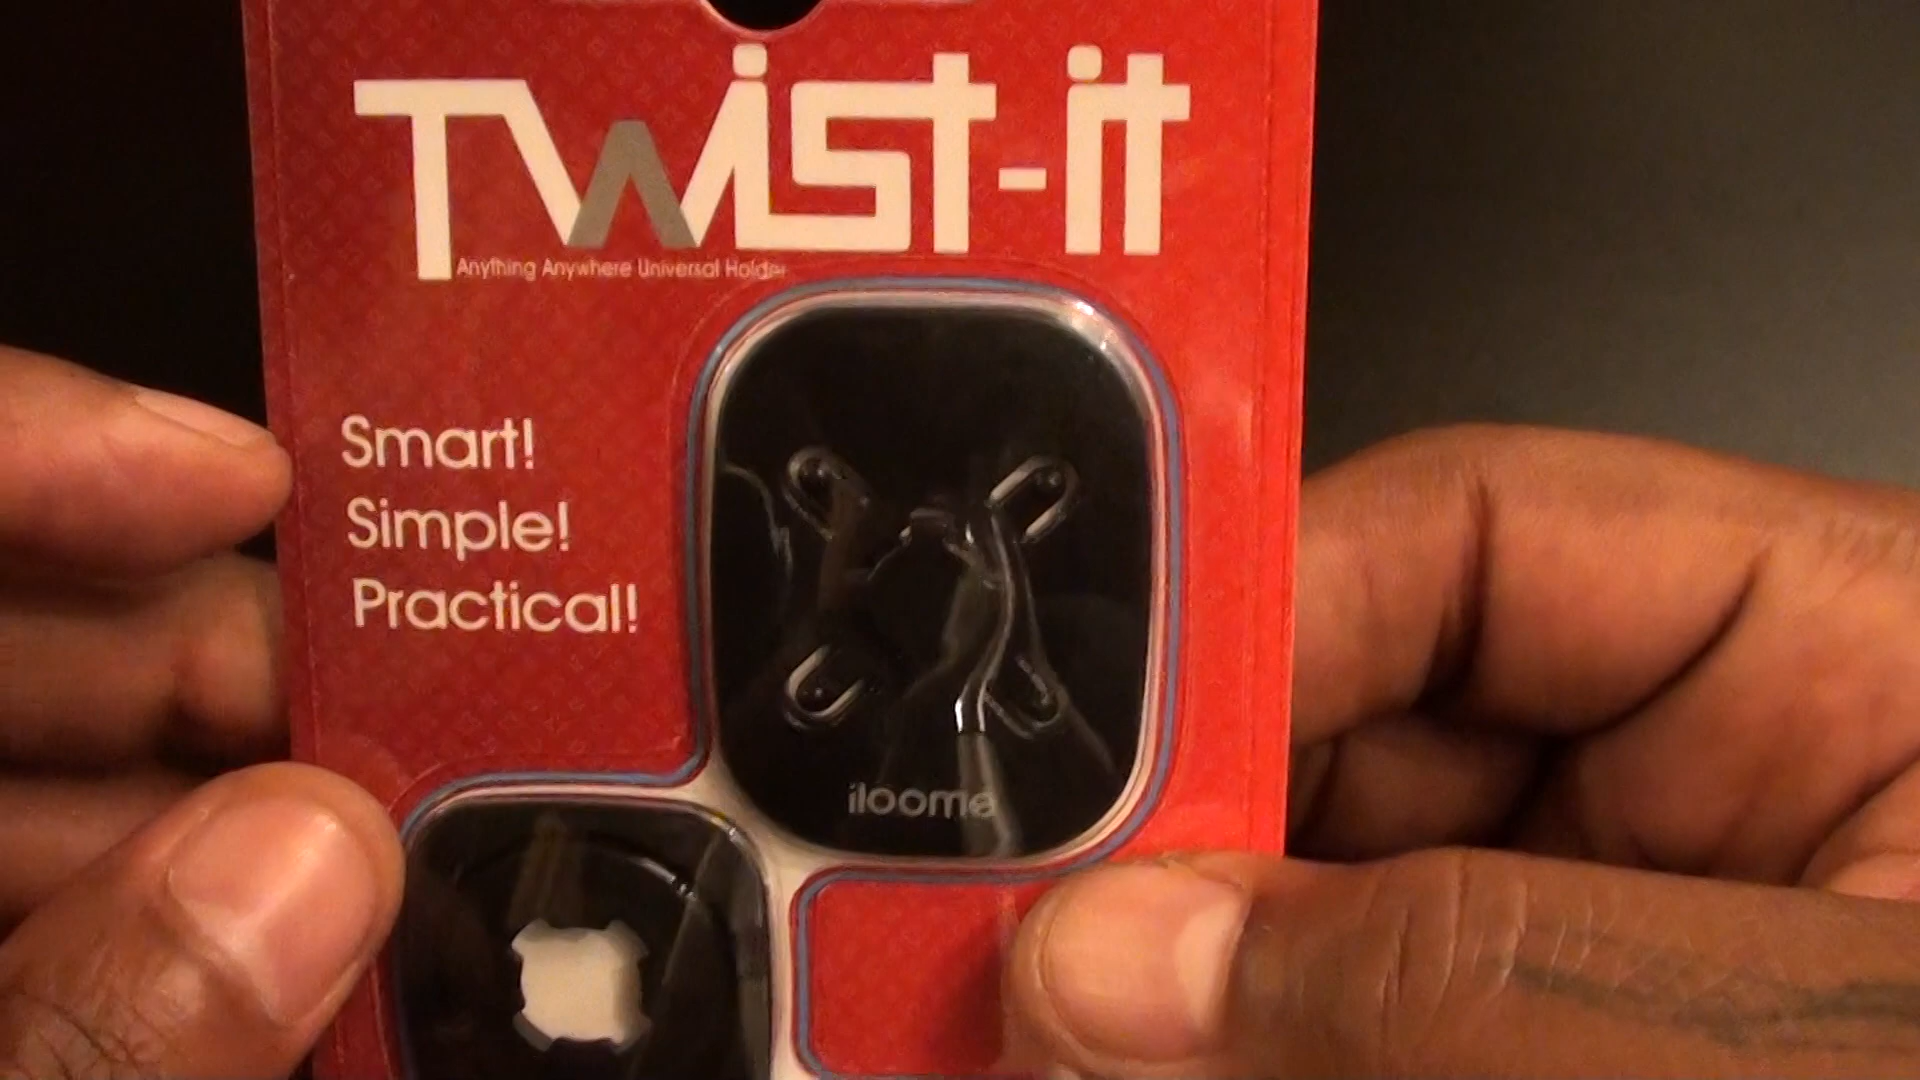 Twist-it
Anything Anywhere Universal Holder
Smart!
Simple!
Practical!
iloome